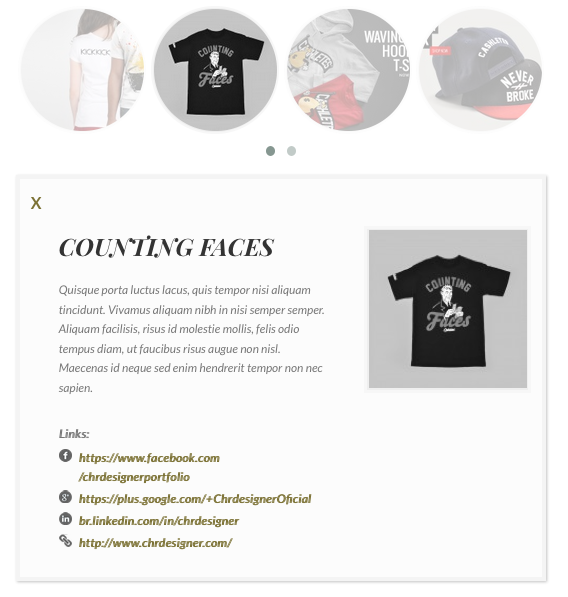 KICKKICK
COUNTING
Faces
WAVING
HOO
T-S
CABALETES
NEVER
BROKE
X
COUNTING FACES
Quisque porta luctus lacus, quis tempor nisi aliquam
tincidunt. Vivamus aliquam nibh in nisi semper semper.
Aliquam facilisis, risus id molestie mollis, felis odio
tempus diam, ut faucibus risus augue non nisl.
Maecenas id neque sed enim hendrerit tempor non nec
sapien.
COUNTING
Faces
Links:
https://www.facebook.com
/chrdesignerportfolio
https://plus.google.com/+ChrdesignerOficial
br.linkedin.com/in/chrdesigner
http://www.chrdesigner.com/